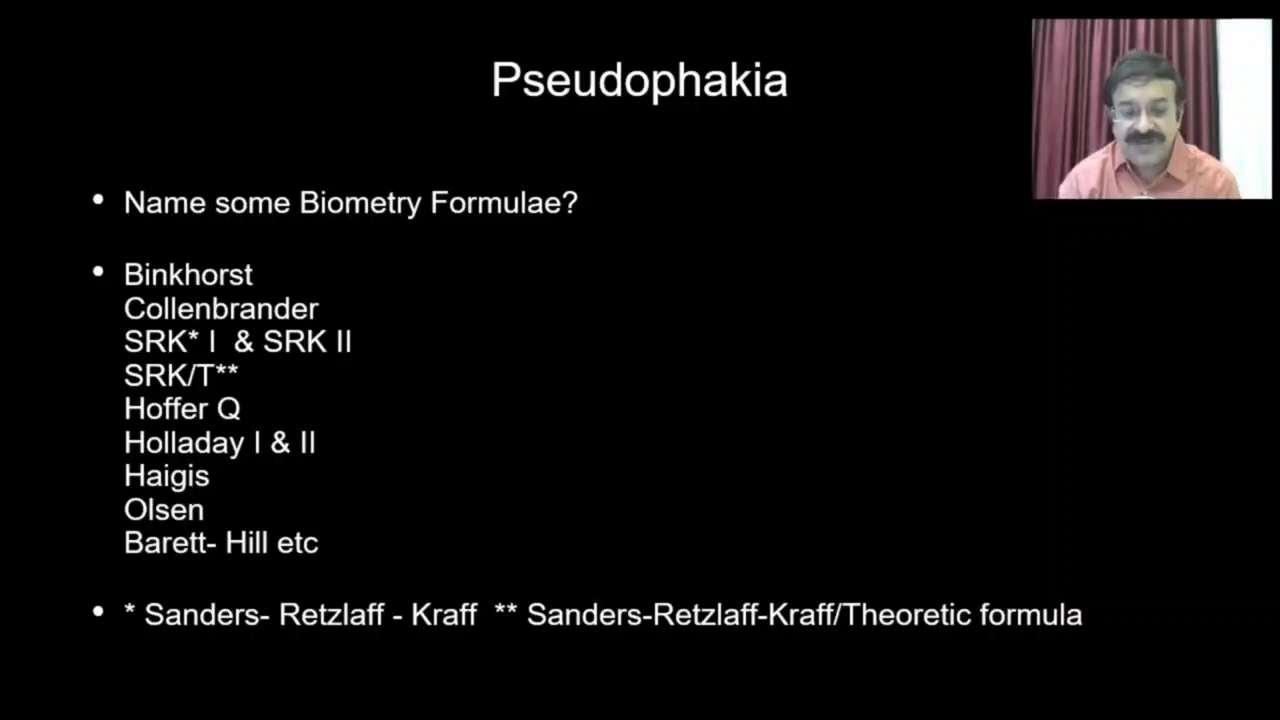 Pseudophakia
• Name some Biometry Formulae?
• Binkhorst
Collenbrander
SRK* I & SRK II
SRK/T**
Hoffer Q
Holladay I & II
Haigis
Olsen
Barett- Hill etc
• * Sanders- Retzlaff - Kraff ** Sanders-Retzlaff-Kraff/Theoretic formula